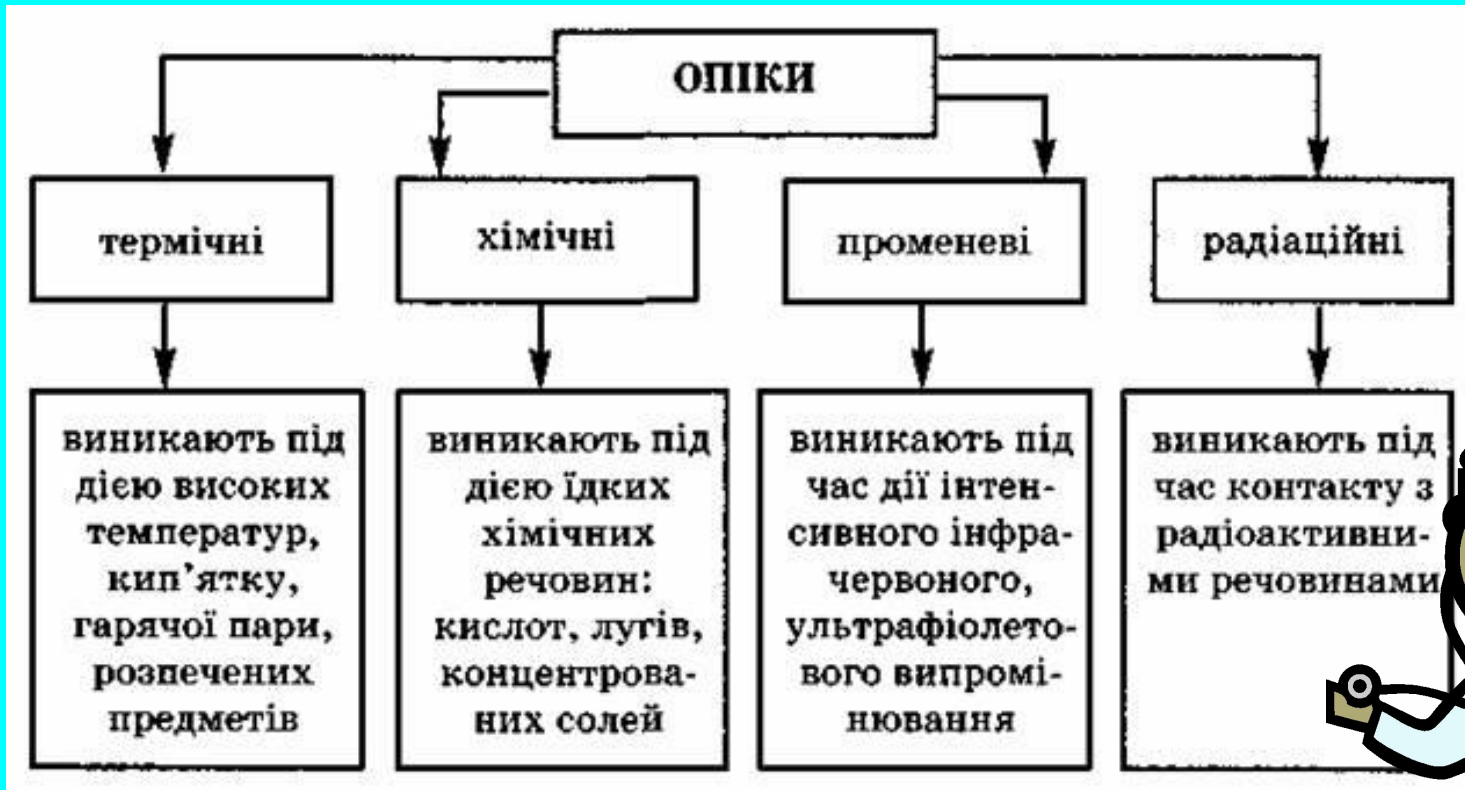 ОПІКИ
термічні
хімічні
променеві
радіаційні
виникають під
дією високих
температур,
кип’ятку,
гарячої пари,
розпечених
предметів
виникають під
дією їдких
хімічних
речовин:
кислот, лугів,
концентрова-
них солей
виникають під
час дії інтен-
сивного інфра-
червоного,
ультрафіолето-
вого випромі-
нювання
виникають під
час контакту з
радіоактивни-
ми речовинами